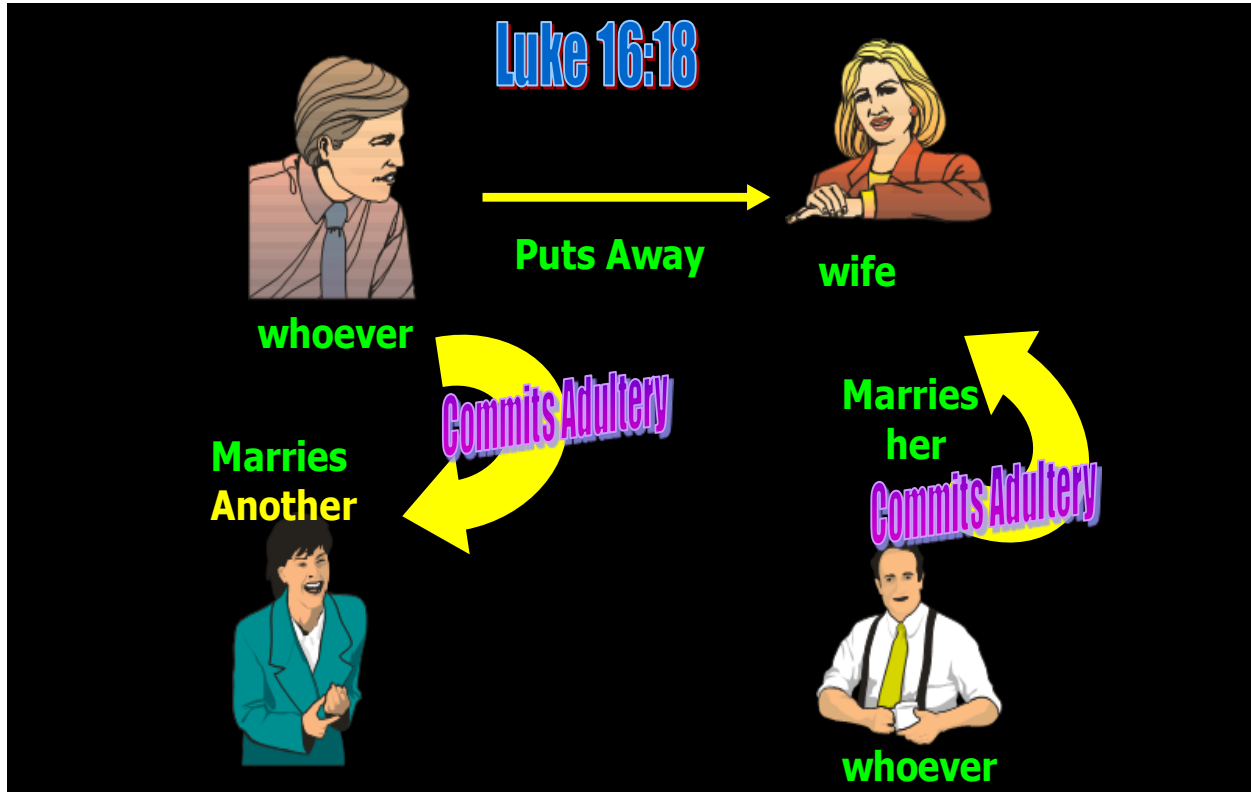 Luke 16:18
Puts Away
wife
whoever
Commits Adultery
Marries
Another
Marries
her
Commits Adultery
whoever